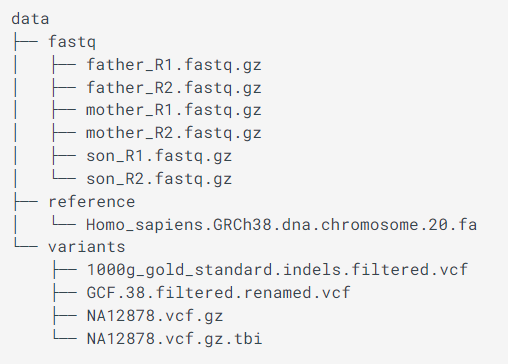 data
├── fastq
│   ├── father_R1.fastq.gz
│   ├── father_R2.fastq.gz
│   ├── mother_R1.fastq.gz
│   ├── mother_R2.fastq.gz
│   ├── son_R1.fastq.gz
│   └── son_R2.fastq.gz
├── reference
│   └── Homo_sapiens.GRCh38.dna.chromosome.20.fa
└── variants
    ├── 1000g_gold_standard.indels.filtered.vcf
    ├── GCF.38.filtered.renamed.vcf
    ├── NA12878.vcf.gz
    └── NA12878.vcf.gz.tbi